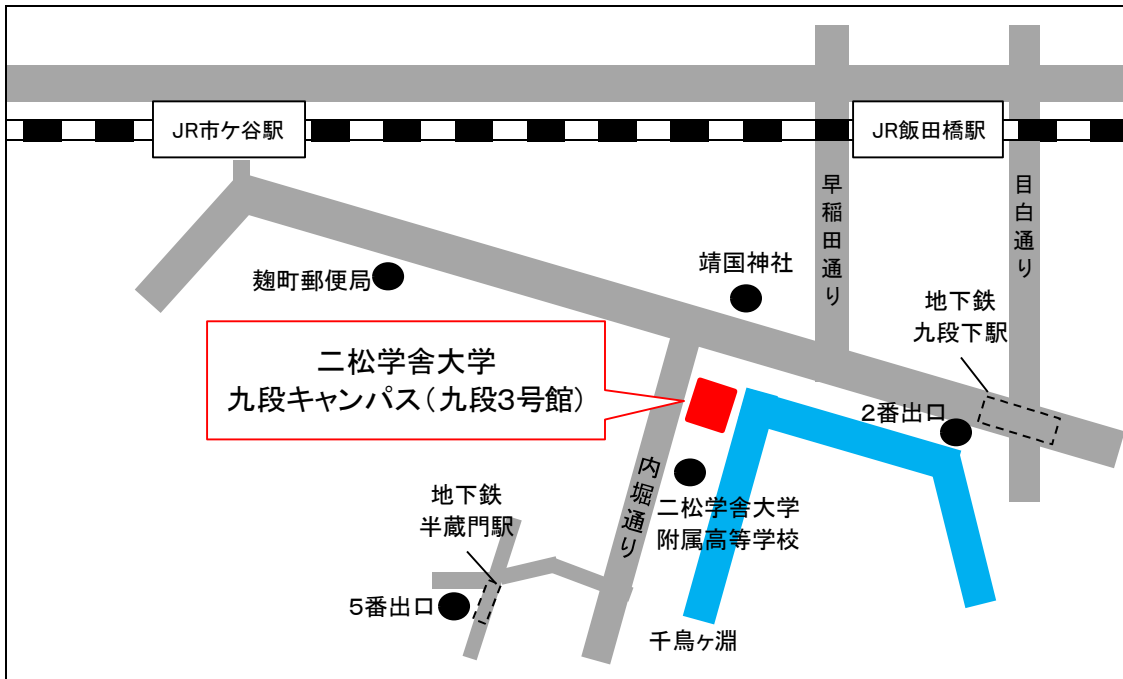 JR市ケ谷駅
JR飯田橋駅
早稲田通り
目白通り
靖国神社
麹町郵便局
地下鉄
九段下駅
二松学舎大学
九段キャンパス（九段3号館）
2番出口
内堀通り
二松学舎大学
附属高等学校
地下鉄
半蔵門駅
5番出口
千鳥ヶ淵